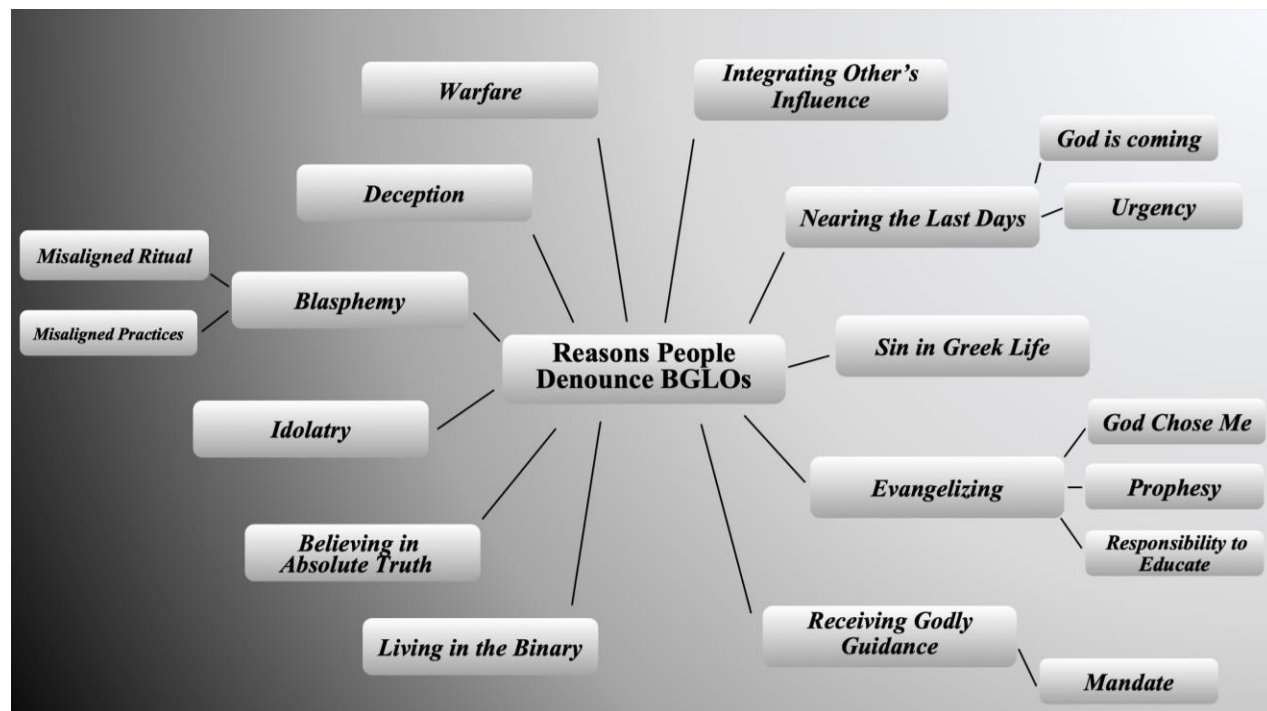 Warfare
Integrating Other's
Influence
God is coming
Urgency
Nearing the Last Days
Deception
Misaligned Ritual
Misaligned Practices
Blasphemy
Reasons People
Denounce BGLOs
Sin in Greek Life
Idolatry
God Chose Me
Evangelizing
Prophesy
Responsibility to
Educate
Believing in
Absolute Truth
Living in the Binary
Receiving Godly
Guidance
Mandate